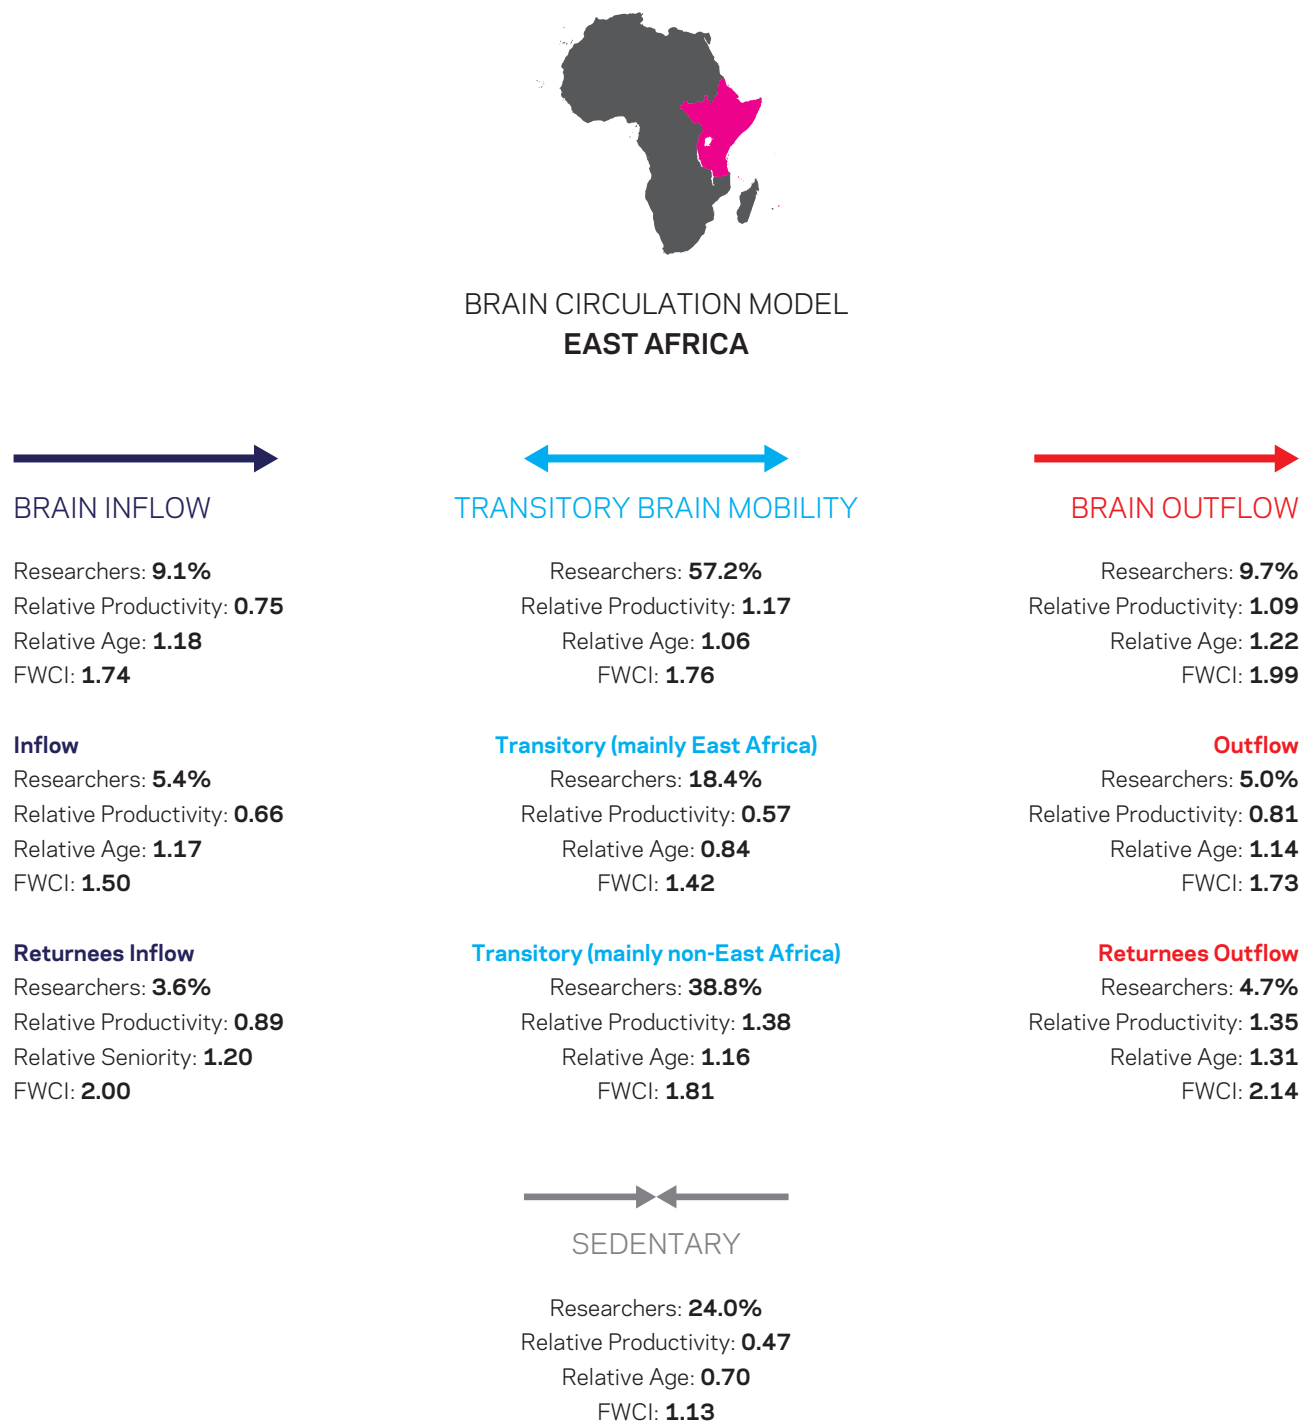 BRAIN CIRCULATION MODEL
EAST AFRICA
BRAIN INFLOW
Researchers: 9.1%
Relative Productivity: 0.75
Relative Age: 1.18
FWCI: 1.74
Inflow
Researchers: 5.4%
Relative Productivity: 0.66
Relative Age: 1.17
FWCI: 1.50
Returnees Inflow
Researchers: 3.6%
Relative Productivity: 0.89
Relative Seniority: 1.20
FWCI: 2.00
TRANSITORY BRAIN MOBILITY
Researchers: 57.2%
Relative Productivity: 1.17
Relative Age: 1.06
FWCI: 1.76
Transitory (mainly East Africa)
Researchers: 18.4%
Relative Productivity: 0.57
Relative Age: 0.84
FWCI: 1.42
Transitory (mainly non-East Africa)
Researchers: 38.8%
Relative Productivity: 1.38
Relative Age: 1.16
FWCI: 1.81
BRAIN OUTFLOW
Researchers: 9.7%
Relative Productivity: 1.09
Relative Age: 1.22
FWCI: 1.99
Outflow
Researchers: 5.0%
Relative Productivity: 0.81
Relative Age: 1.14
FWCI: 1.73
Returnees Outflow
Researchers: 4.7%
Relative Productivity: 1.35
Relative Age: 1.31
FWCI: 2.14
SEDENTARY
Researchers: 24.0%
Relative Productivity: 0.47
Relative Age: 0.70
FWCI: 1.13